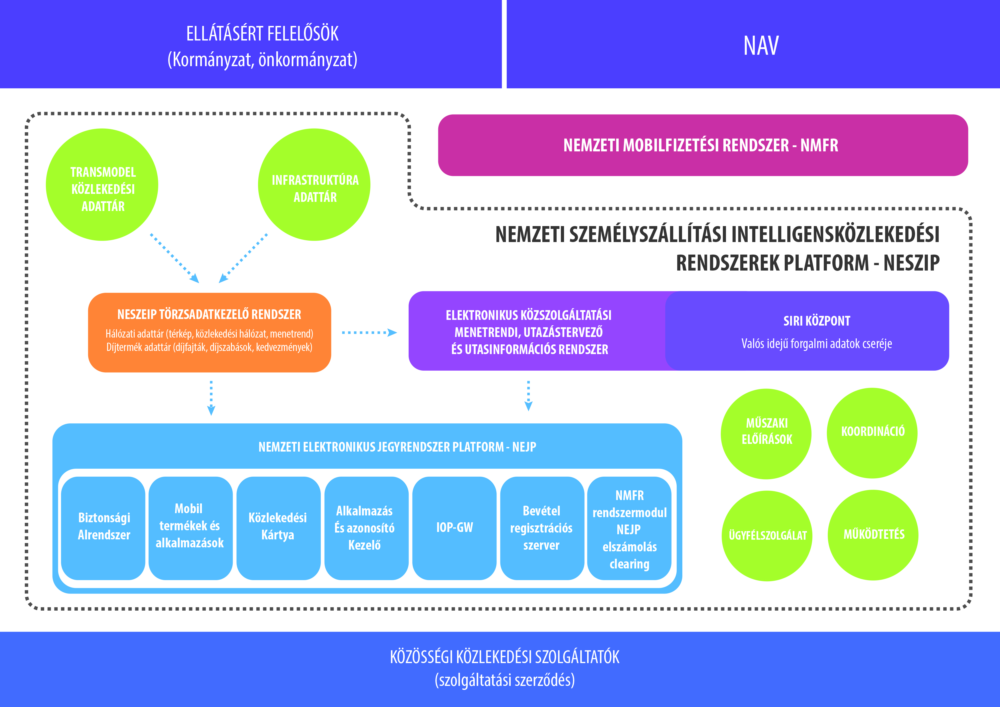 ELLÁTÁSÉRT FELELŐSÖK
(Kormányzat, önkormányzat)
NAV
NEMZETI MOBILFIZETÉSI RENDSZER - NMFR
TRANSMODEL
KÖZLEKEDÉSI
ADATTÁR
INFRASTRUKTÚRA
ADATTÁR
NEMZETI SZEMÉLYSZÁLLÍTÁSI INTELLIGENSKÖZLEKEDÉSI
RENDSZEREK PLATFORM - NESZIP
NESZEIP TÖRZSADATKEZELŐ RENDSZER
Hálózati adattár (térkép, közlekedési hálózat, menetrend)
Díjtermék adattár (díjfajták, díjszabások, kedvezmények)
ELEKTRONIKUS KÖZSZOLGÁLTATÁSI
MENETRENDI, UTAZÁSTERVEZŐ
ÉS UTASINFORMÁCIÓS RENDSZER
SIRI KÖZPONT
Valós idejű forgalmi adatok cseréje
NEMZETI ELEKTRONIKUS JEGYRENDSZER PLATFORM - NEJP
Biztonsági
Alrendszer
Mobil
termékek és
alkalmazások
Közlekedési
Kártya
Alkalmazás
És azonosító
Kezelő
IOP-GW
Bevétel
regisztrációs
szerver
NMFR
rendszermodul
NEJP
elszámolás
clearing
MŰSZAKI
ELŐÍRÁSOK
KOORDINÁCIÓ
ÜGYFÉLSZOLGÁLAT
MŰKÖDTETÉS
KÖZÖSSÉGI KÖZLEKEDÉSI SZOLGÁLTATÓK
(szolgáltatási szerződés)